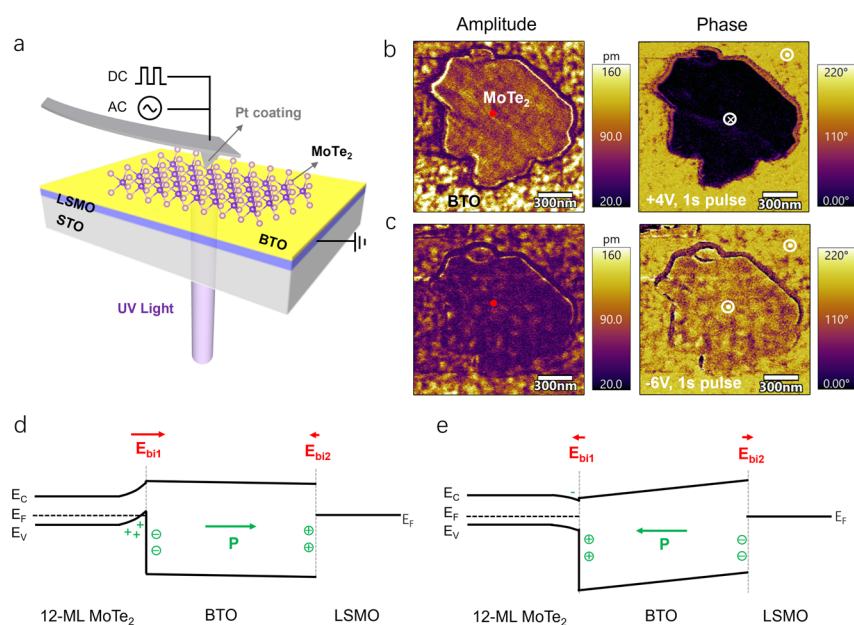 a
DC
AC
Pt coating
MoTe2
LSMO
STO
BTO
UV Light
Amplitude
Phase
b
MoTe2
BTO
300nm
pm
160
90.0
20.0
+4V, 1s pulse
300nm
220°
110°
0.00°
c
300nm
pm
160
90.0
20.0
-6V, 1s pulse
300nm
220°
110°
0.00°
d
Ebi1
Ebi2
EC
EF
EV
+
++
P
EF
12-ML MoTe2
BTO
LSMO
e
Ebi1
Ebi2
EC
EF
EV
-
P
EF
12-ML MoTe2
BTO
LSMO